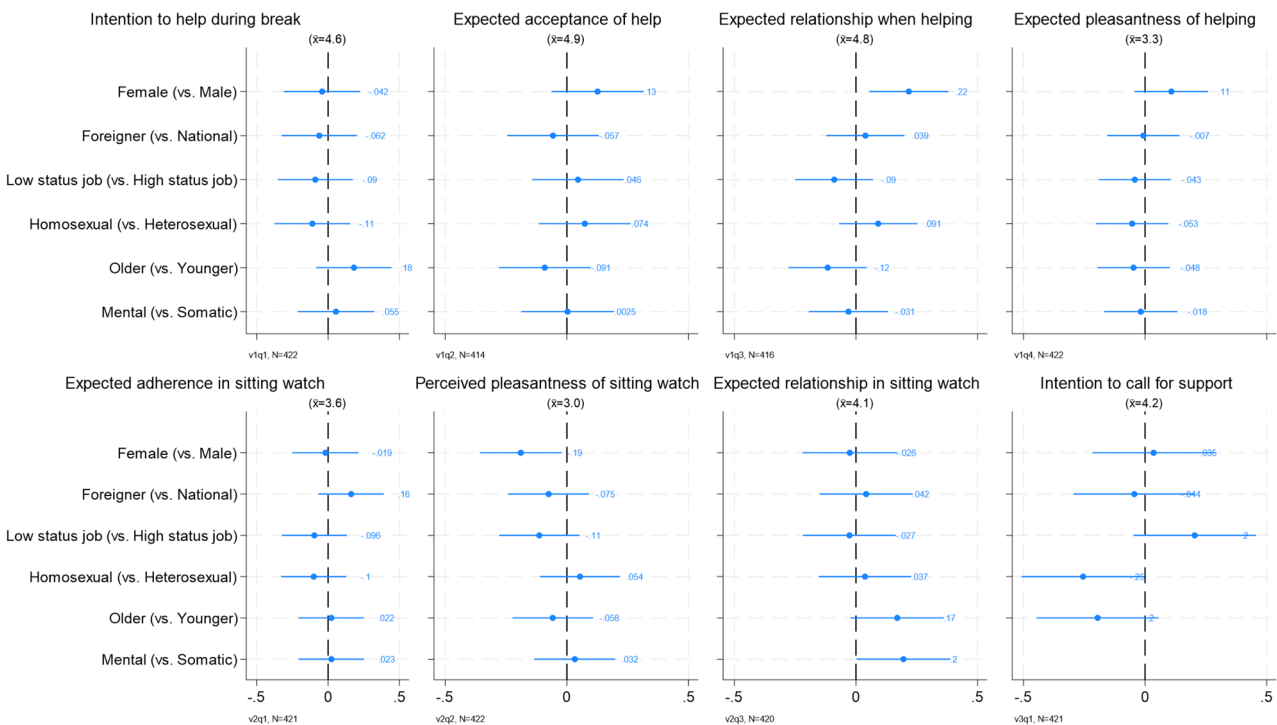 Intention to help during break
(x̄=4.6)
Expected acceptance of help
(x̄=4.9)
Expected relationship when helping
(x̄=4.8)
Expected pleasantness of helping
(x̄=3.3)
Female (vs. Male)
-.042
.13
.22
.11
Foreigner (vs. National)
-.062
-.057
.039
-.007
Low status job (vs. High status job)
-.09
.046
-.09
-.043
Homosexual (vs. Heterosexual)
-.11
.074
.091
-.053
Older (vs. Younger)
.18
-.091
-.12
-.048
Mental (vs. Somatic)
.055
.0025
-.031
-.018
v1q1, N=422
v1q2, N=414
v1q3, N=416
v1q4, N=422
Expected adherence in sitting watch
(x̄=3.6)
Perceived pleasantness of sitting watch
(x̄=3.0)
Expected relationship in sitting watch
(x̄=4.1)
Intention to call for support
(x̄=4.2)
Female (vs. Male)
-.019
-.19
-.026
.035
Foreigner (vs. National)
.16
-.075
.042
-.044
Low status job (vs. High status job)
-.096
-.11
-.027
.2
Homosexual (vs. Heterosexual)
-.1
.054
.037
-.25
Older (vs. Younger)
.022
-.058
.17
-.2
Mental (vs. Somatic)
.023
.032
.2
-.5 0 .5
-.5 0 .5
-.5 0 .5
-.5 0 .5
v2q1, N=421
v2q2, N=422
v2q3, N=420
v3q1, N=421